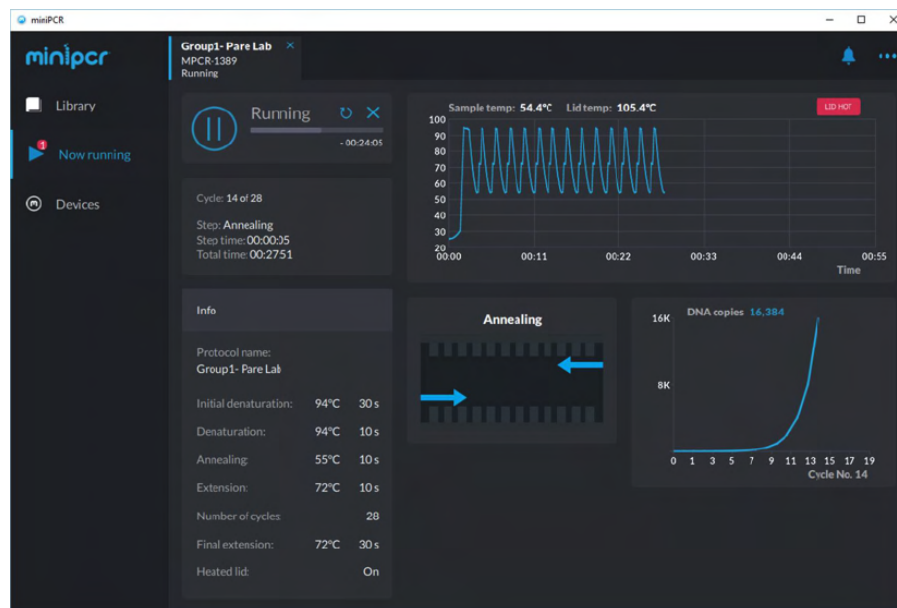 miniPCR
minipcr
Group1- Pare Lab
MPCR-1389
Running
Library
1
Now running
Devices
Running
- 00:24:05
Cycle: 14 of 28
Step: Annealing
Step time: 00:00:05
Total time: 00:2751
Info
Protocol name:
Group1- Pare Lab
Initial denaturation: 94°C 30 s
Denaturation: 94°C 10 s
Annealing: 55°C 10 s
Extension: 72°C 10 s
Number of cycles 28
Final extension: 72°C 30 s
Heated lid: On
Sample temp: 54.4°C Lid temp: 105.4°C
LID HOT
100
90
80
70
60
50
40
30
20
00:00 00:11 00:22 00:33 00:44 00:55
Time
Annealing
DNA copies 16,384
16K
8K
0 1 3 5 7 9 11 13 15 17 19
Cycle No. 14